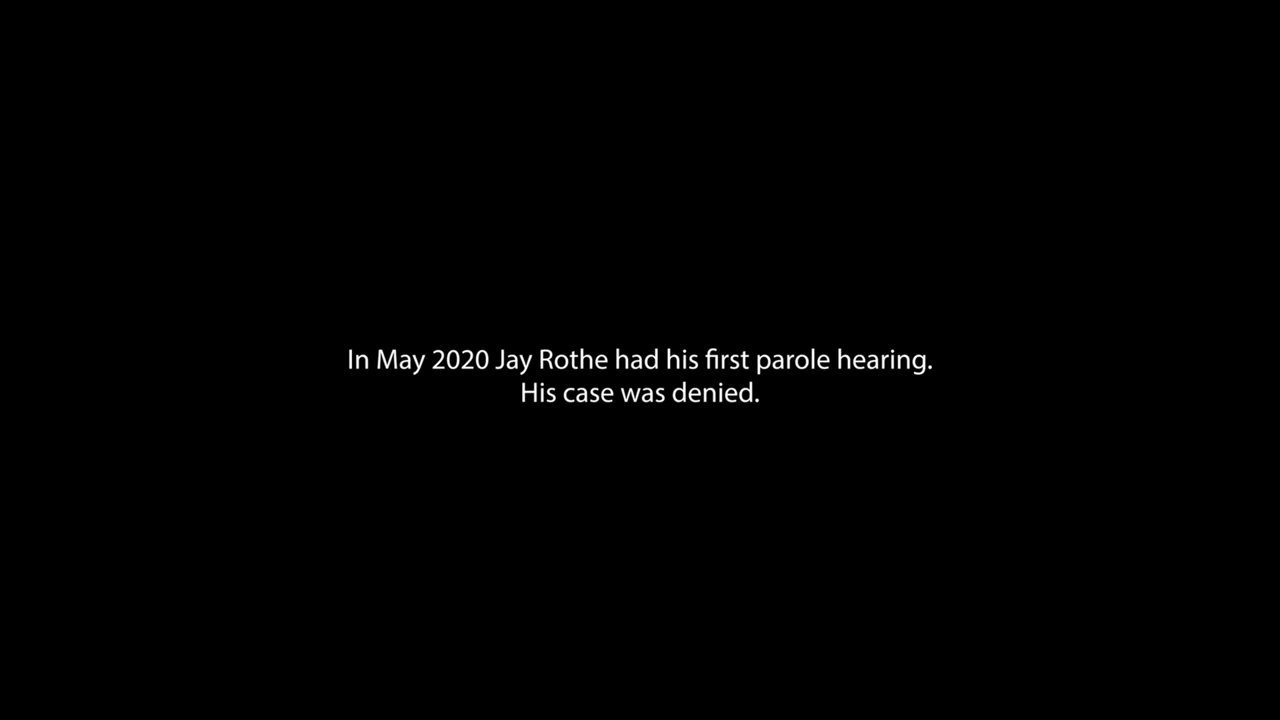 In May 2020 Jay Rothe had his first parole hearing.
His case was denied.